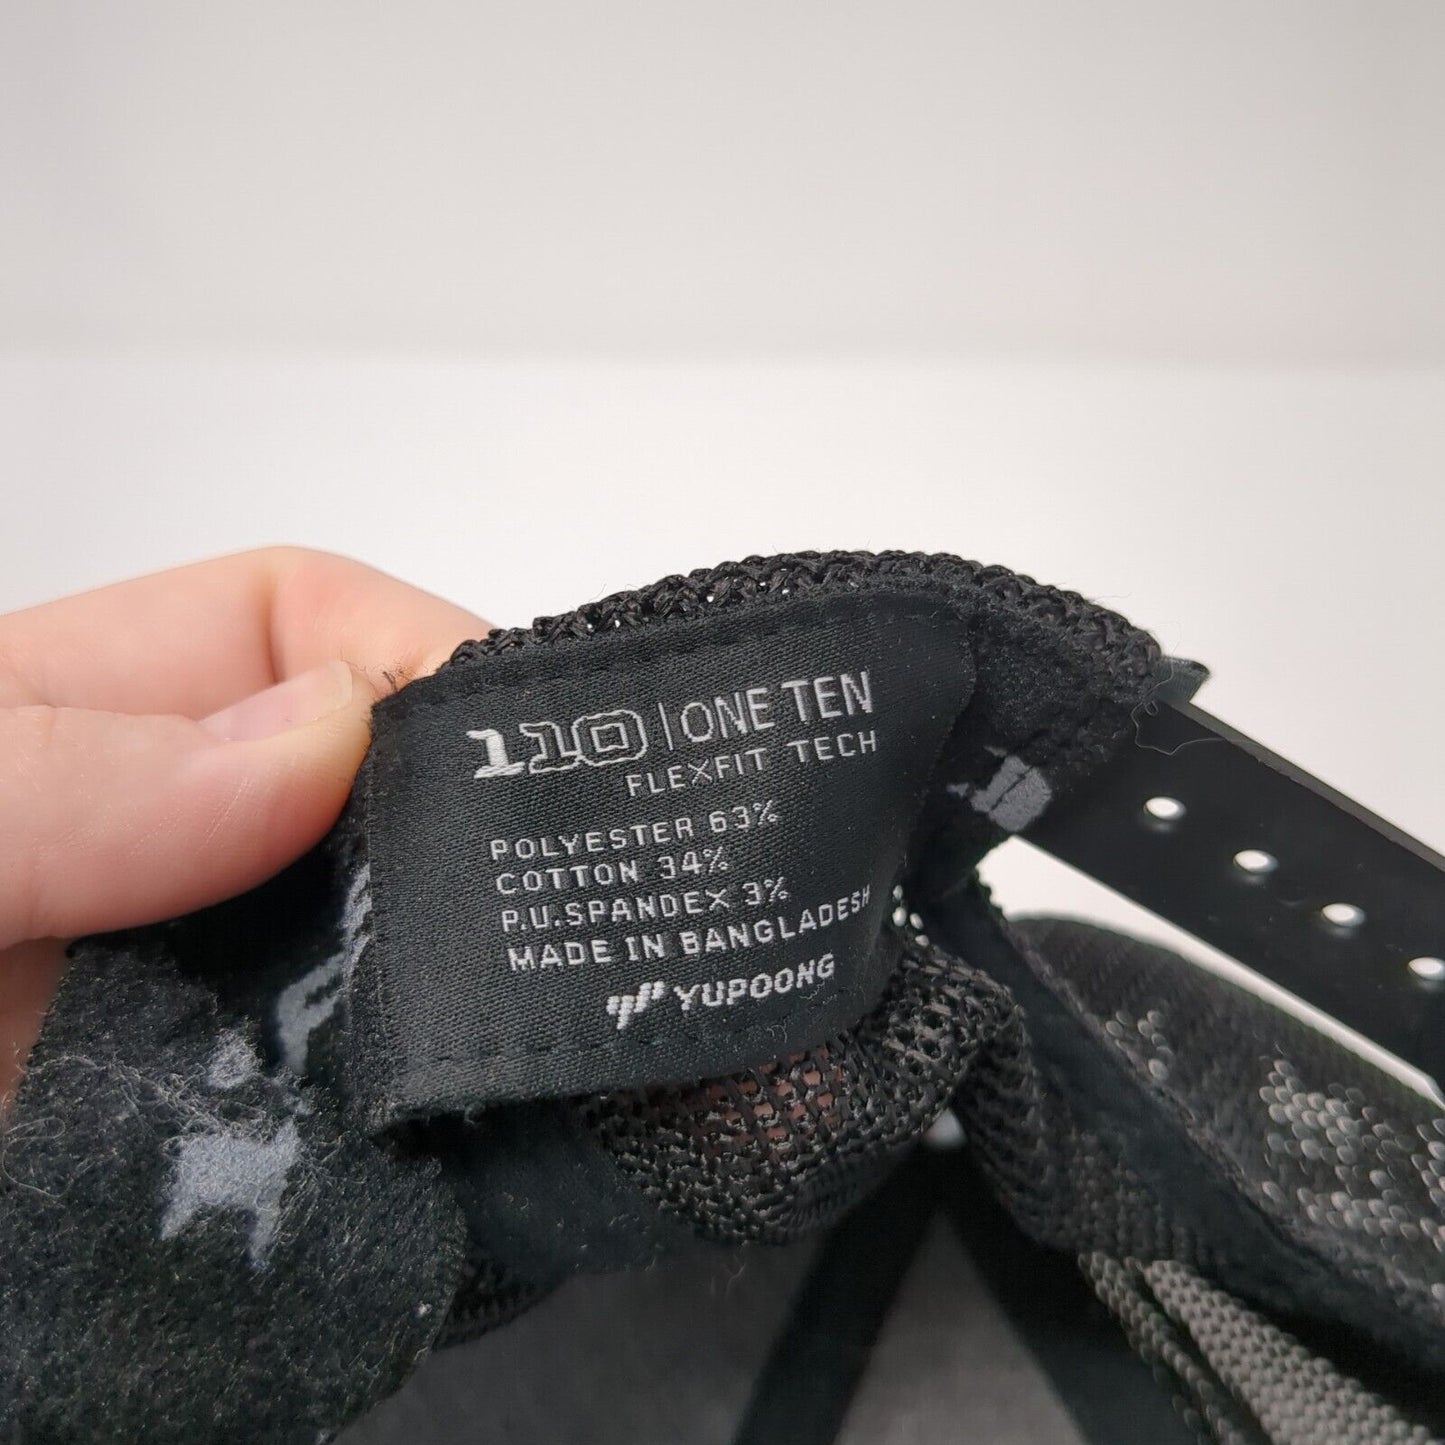 110 | ONE TEN
FLEXFIT TECH
POLYESTER 63%
COTTON 34%
P.U.SPANDEX 3%
MADE IN BANGLADESH
YUPOONG